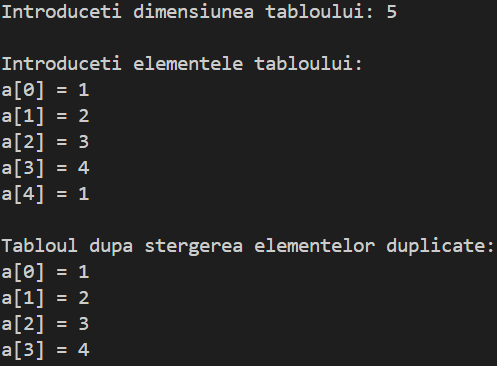 Introduceti dimensiunea tabloului: 5
Introduceti elementele tabloului:
a[0] = 1
a[1] = 2
a[2] = 3
a[3] = 4
a[4] = 1
Tabloul dupa stergerea elementelor duplicate:
a[0] = 1
a[1] = 2
a[2] = 3
a[3] = 4